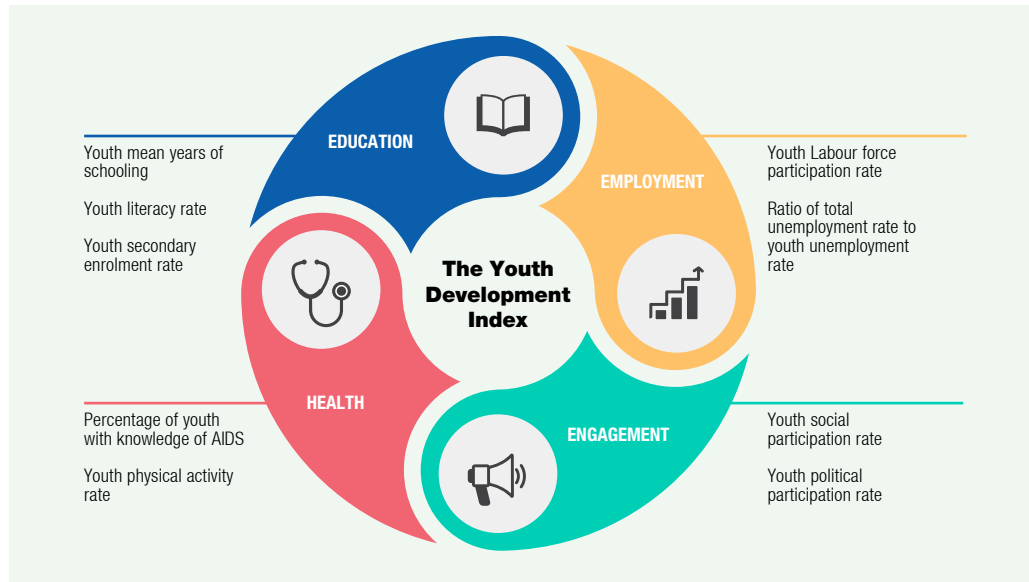 EDUCATION
Youth mean years of
schooling
Youth literacy rate
Youth secondary
enrolment rate
EMPLOYMENT
Youth Labour force
participation rate
Ratio of total
unemployment rate to
youth unemployment
rate
The Youth
Development
Index
HEALTH
Percentage of youth
with knowledge of AIDS
Youth physical activity
rate
ENGAGEMENT
Youth social
participation rate
Youth political
participation rate